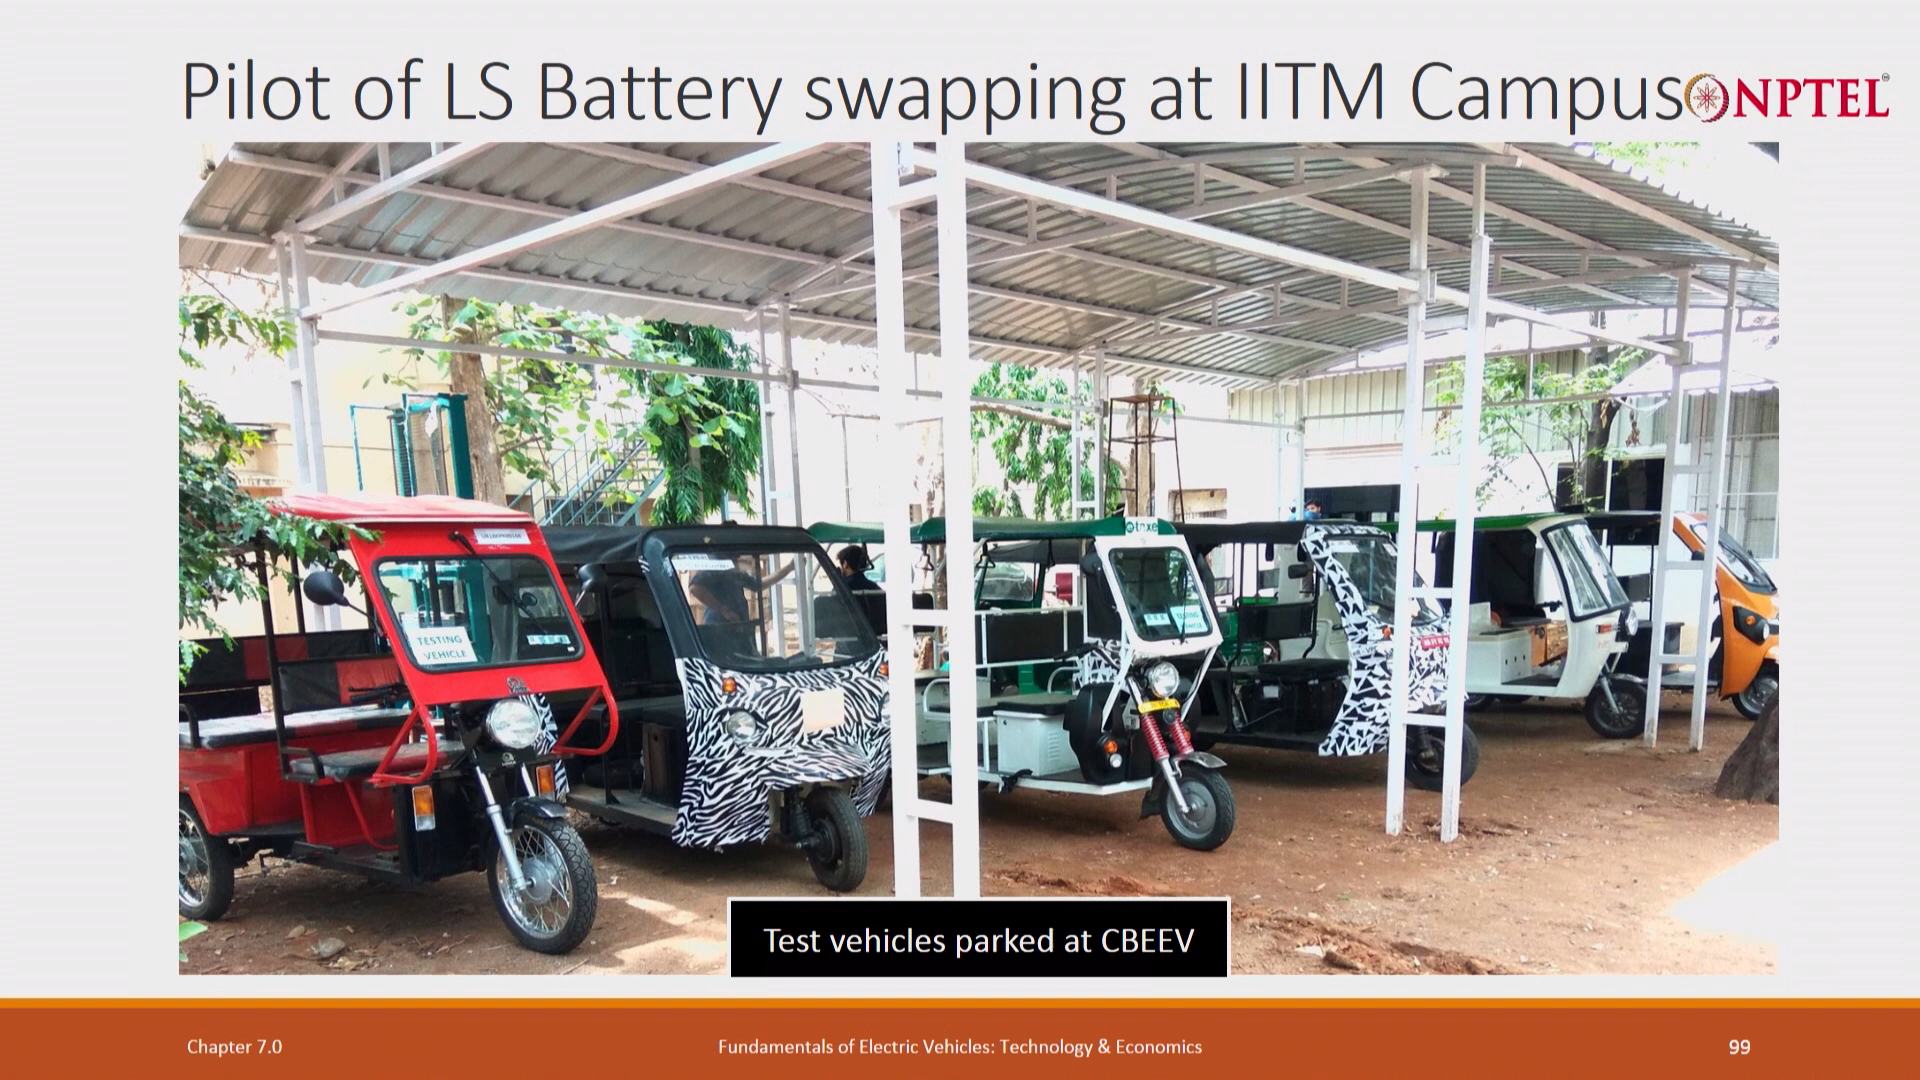 Pilot of LS Battery swapping at IITM Campus
NPTEL
TESTING
VEHICLE
Test vehicles parked at CBEEV
Chapter 7.0
Fundamentals of Electric Vehicles: Technology & Economics
99